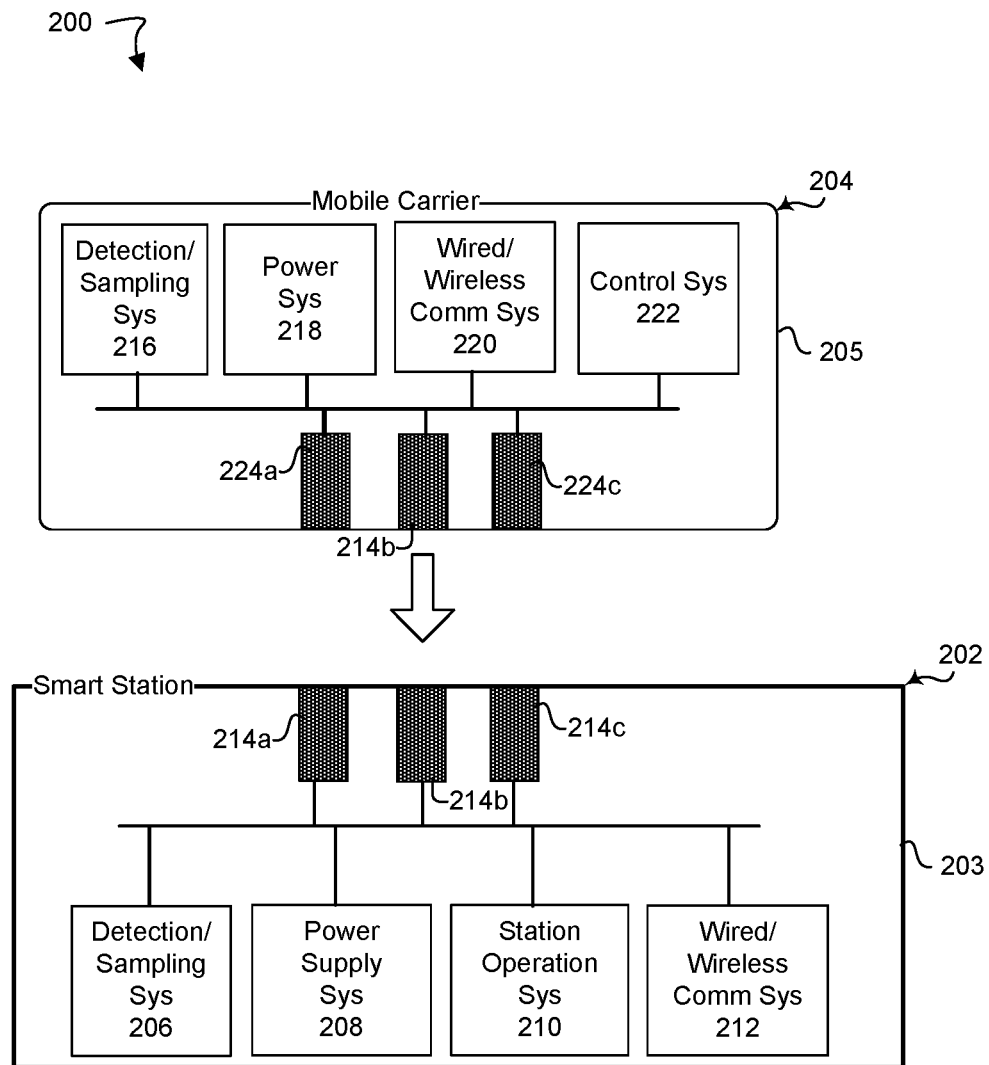 200
Mobile Carrier
204
Detection/
Sampling
Sys
216
Power
Sys
218
Wired/
Wireless
Comm Sys
220
Control Sys
222
205
224a
224c
214b
Smart Station
202
214a
214c
214b
203
Detection/
Sampling
Sys
206
Power
Supply
Sys
208
Station
Operation
Sys
210
Wired/
Wireless
Comm Sys
212